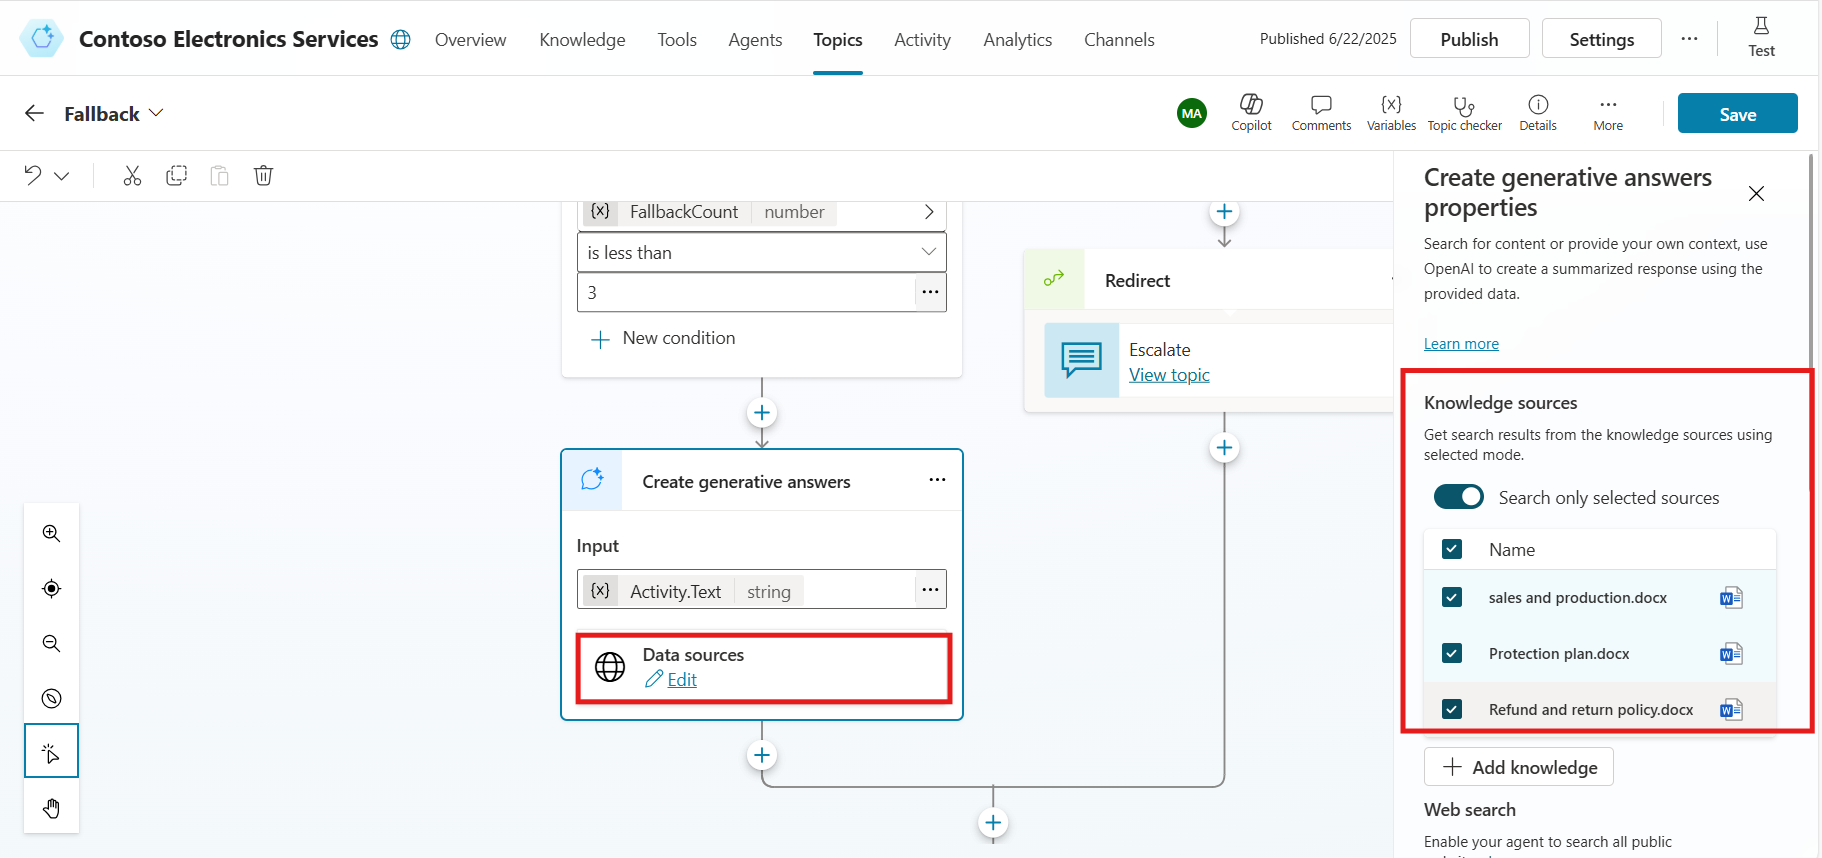 Contoso Electronics Services
Overview
Knowledge
Tools
Agents
Topics
Activity
Analytics
Channels
Published 6/22/2025
Publish
Settings
Test
Fallback
MA
Copilot
Comments
Variables
Topic checker
Details
More
Save
{x} FallbackCount number
is less than
3
New condition
Create generative answers
Input
{x} Activity.Text string
Data sources
Edit
Redirect
Escalate
View topic
Create generative answers
properties
Search for content or provide your own context, use
OpenAI to create a summarized response using the
provided data.
Learn more
Knowledge sources
Get search results from the knowledge sources using
selected mode.
Search only selected sources
Name
sales and production.docx
Protection plan.docx
Refund and return policy.docx
Add knowledge
Web search
Enable your agent to search all public